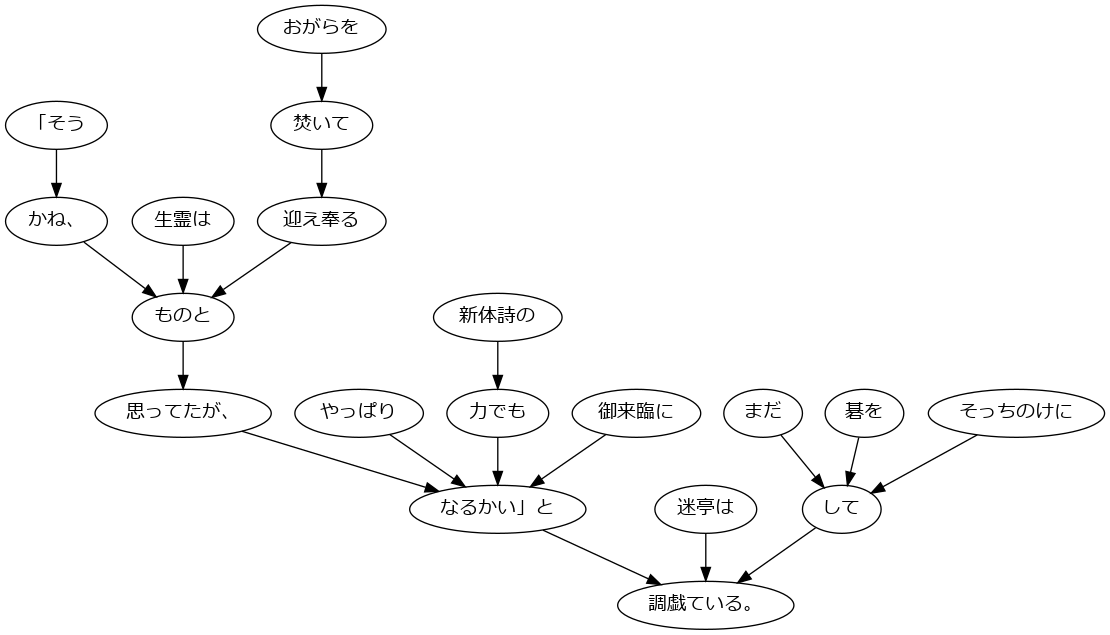 おがらを
「そう
焚いて
かね、
生霊は
迎え奉る
ものと
新体詩の
思ってたが、
やっぱり
力でも
御来臨に
まだ
碁を
そっちのけに
なるかい」と
迷亭は
して
調戯ている。